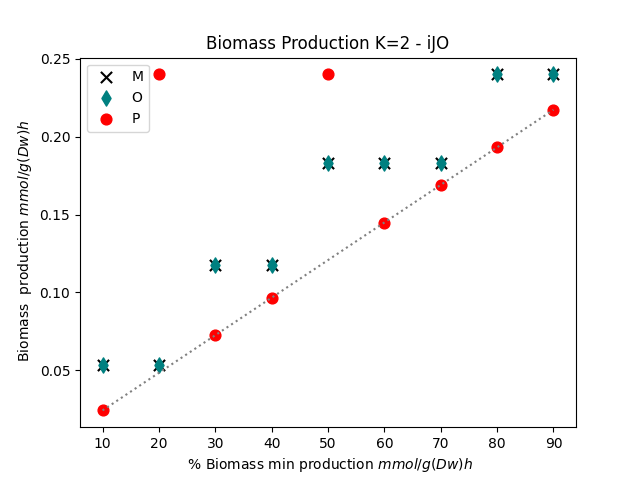 Biomass Production K=2 - iJO
M
O
P
0.25
0.20
0.15
0.10
0.05
Biomass  production mmol/g(Dw)h
10 20 30 40 50 60 70 80 90
% Biomass min production mmol/g(Dw)h